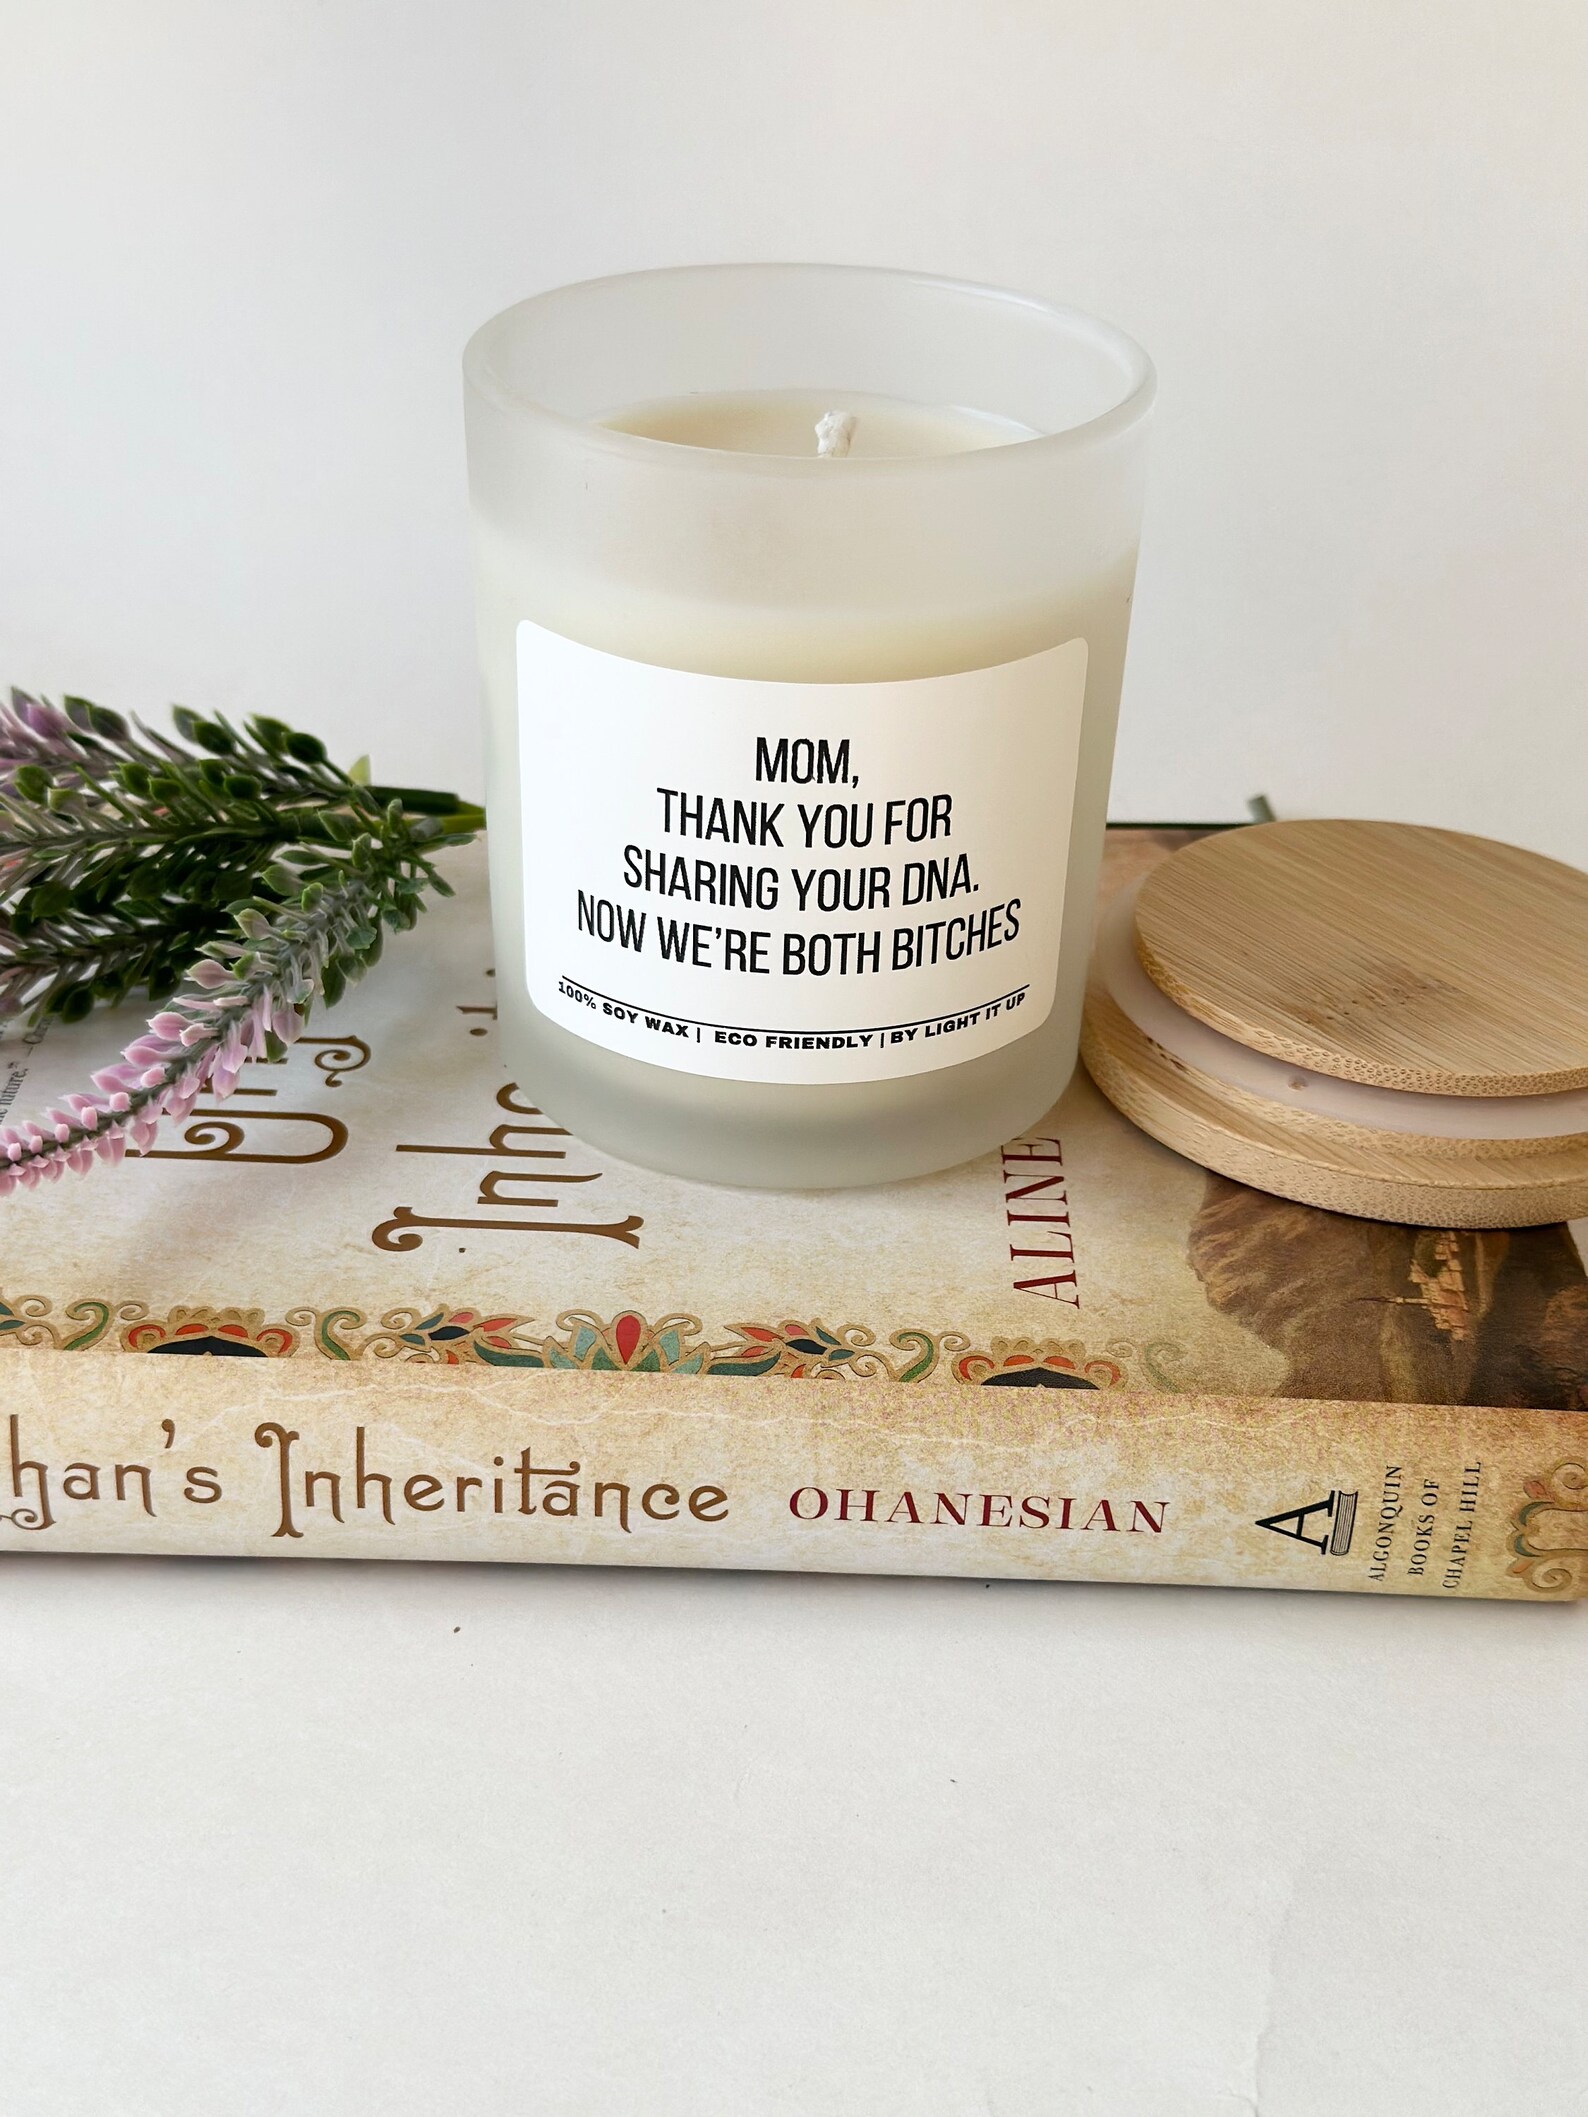 MOM,
THANK YOU FOR
SHARING YOUR DNA.
NOW WE'RE BOTH BITCHES
100% SOY WAX | ECO FRIENDLY | BY LIGHT IT UP
ALINE
han's Inheritance OHANESIAN
ALGONQUIN
BOOKS OF
CHAPEL HILL